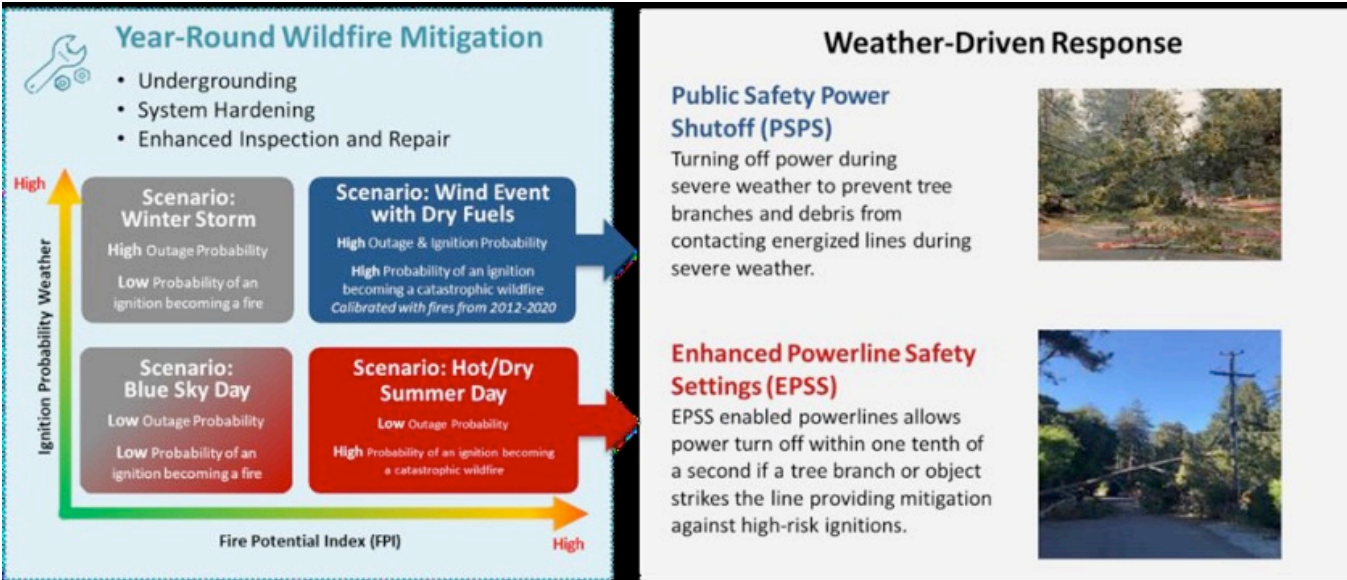 Year-Round Wildfire Mitigation
• Undergrounding
• System Hardening
• Enhanced Inspection and Repair
High
Ignition Probability Weather
Scenario:
Winter Storm
High Outage Probability
Low Probability of an
ignition becoming a fire
Scenario: Wind Event
with Dry Fuels
High Outage & Ignition Probability
High Probability of an ignition
becoming a catastrophic wildfire
Calibrated with fires from 2012-2020
Scenario:
Blue Sky Day
Low Outage Probability
Low Probability of an
ignition becoming a fire
Scenario: Hot/Dry
Summer Day
Low Outage Probability
High Probability of an ignition becoming
a catastrophic wildfire
Fire Potential Index (FPI)
High
Weather-Driven Response
Public Safety Power
Shutoff (PSPS)
Turning off power during
severe weather to prevent tree
branches and debris from
contacting energized lines during
severe weather.
Enhanced Powerline Safety
Settings (EPSS)
EPSS enabled powerlines allows
power turn off within one tenth of
a second if a tree branch or object
strikes the line providing mitigation
against high-risk ignitions.